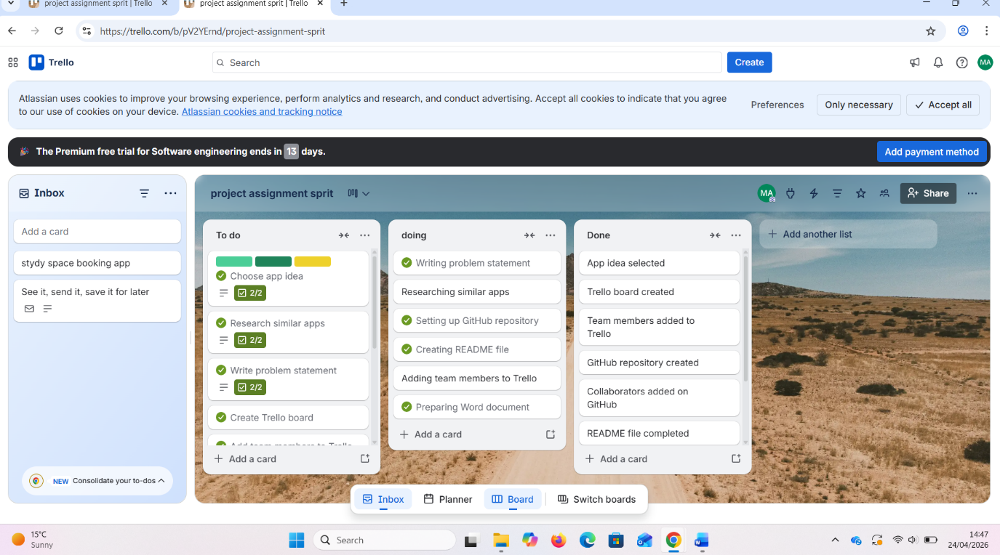 project assignment sprit | Trello
project assignment sprit | Trello
https://trello.com/b/pV2YErnd/project-assignment-sprit
Trello
Search
Create
MA
Atlassian uses cookies to improve your browsing experience, perform analytics and research, and conduct advertising. Accept all cookies to indicate that you agree
to our use of cookies on your device. Atlassian cookies and tracking notice
Preferences
Only necessary
Accept all
The Premium free trial for Software engineering ends in 13 days.
Add payment method
Inbox
Add a card
stydy space booking app
See it, send it, save it for later
NEW Consolidate your to-dos
project assignment sprit
MA
Share
To do
Choose app idea
2/2
Research similar apps
2/2
Write problem statement
2/2
Create Trello board
Add team members to Trello
Add a card
doing
Writing problem statement
Researching similar apps
Setting up GitHub repository
Creating README file
Adding team members to Trello
Preparing Word document
Add a card
Done
App idea selected
Trello board created
Team members added to
Trello
GitHub repository created
Collaborators added on
GitHub
README file completed
Add a card
Add another list
Inbox
Planner
Board
Switch boards
15°C
Sunny
Search
14:47
24/04/2026